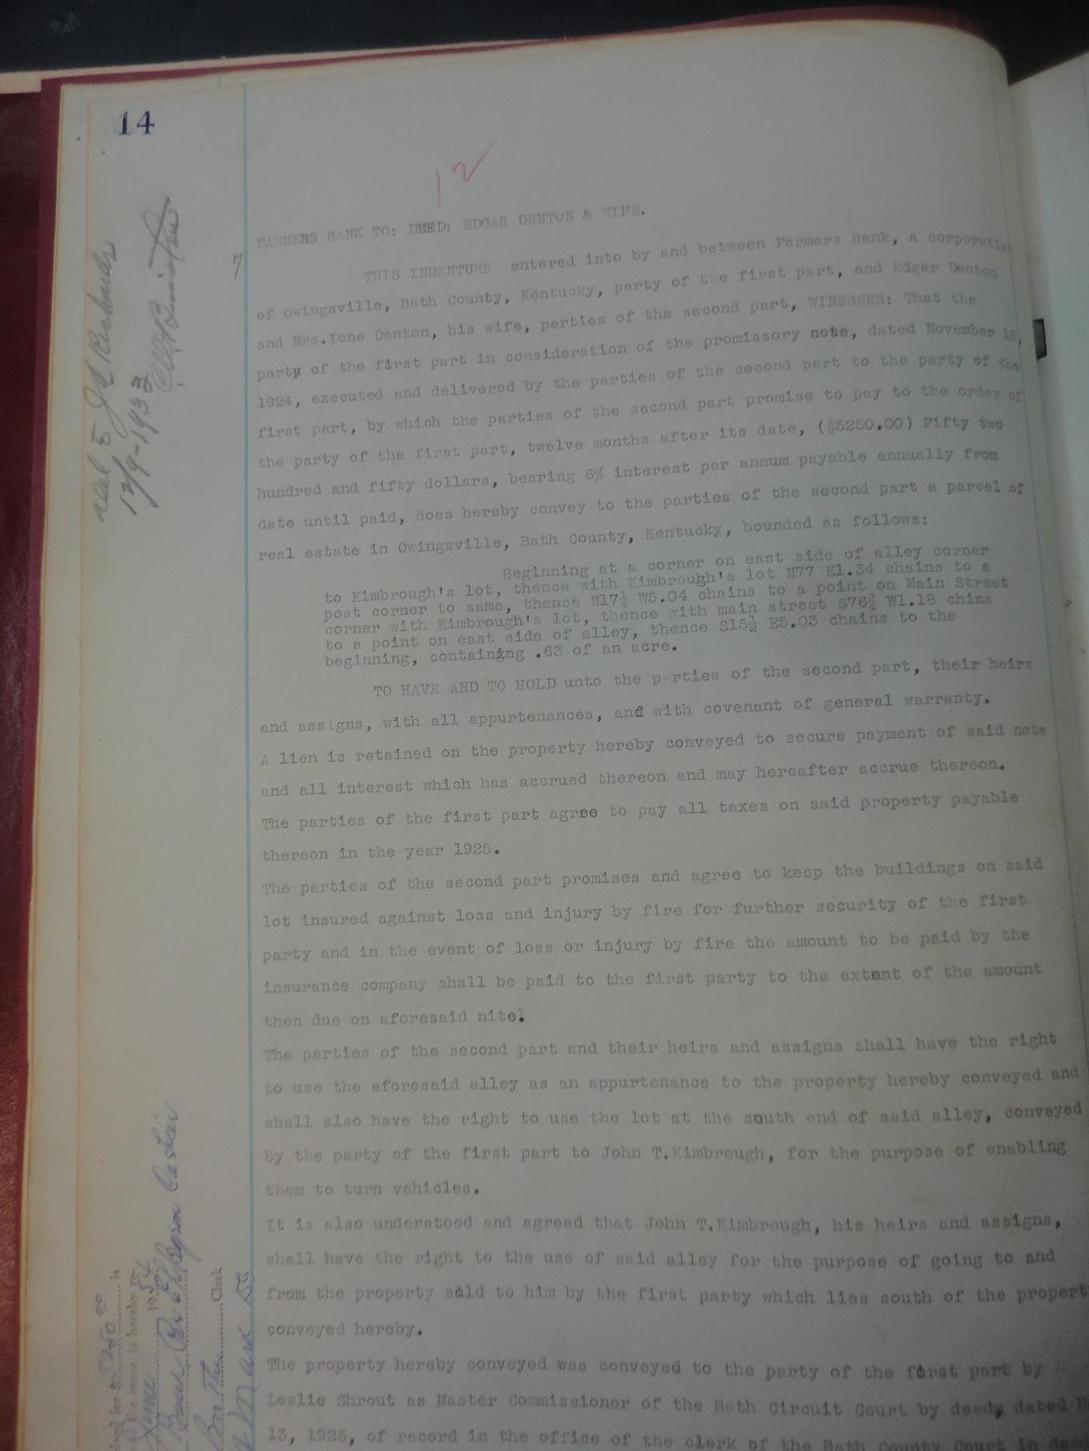 14
12
FARMERS BANK TO: DEED: EDGAR DENTON & WIFE.
7
THIS INDENTURE entered into by and between Farmers Bank, a corporation
of Owingsville, Bath County, Kentucky, party of the first part, and Edgar Denton
and Mrs.Ione Denton, his wife, parties of the second part, WINESSES: That the
party of the first part in consideration of the promissory note, dated November
1924, executed and delivered by the parties of the second part to the party of the
first part, by which the parties of the second part promise to pay to the order of
the party of the first part, twelve months after its date, ($5250.00) Fifty two
hundred and fifty dollars, bearing 6% interest per annum payable annually from
date until paid, does hereby convey to the parties of the second part a parcel of
real estate in Owingsville, Bath County, Kentucky, bounded as follows:
Beginning at a corner on east side of alley corner
to Kimbrough's lot, thence with Kimbrough's lot N77 E1.34 chains to a
post corner to same, thence N17½ W5.04 chains to a point on Main Street
corner with Kimbrough's lot, thence with main street S76¾ W1.18 chins
to a point on east side of alley, thence S15½ E5.03 chains to the
beginning, containing .63 of an acre.
TO HAVE AND TO HOLD unto the p rties of the second part, their heirs
and assigns, with all appurtenances, and with covenant of general warranty.
A lien is retained on the property hereby conveyed to secure payment of said note
and all interest which has accrued thereon and may hereafter accrue thereon.
The parties of the first part agree to pay all taxes on said property payable
thereon in the year 1925.
The parties of the second part promises and agree to keep the buildings on said
lot insured against loss and injury by fire for further security of the first
party and in the event of loss or injury by fire the amount to be paid by the
insurance company shall be paid to the first party to the extent of the amount
then due on aforesaid nite.
The parties of the second part and their heirs and assigns shall have the right
to use the aforesaid alley as an appurtenance to the property hereby conveyed and
shall also have the right to use the lot at the south end of said alley, conveyed
by the party of the first part to John T.Kimbrough, for the purpose of enabling
them to turn vehicles.
It is also understood and agreed that John T.Kimbrough, his heirs and assigns,
shall have the right to the use of said alley for the purpose of going to and
from the property sold to him by the first party which lies south of the propert
conveyed hereby.
The property hereby conveyed was conveyed to the party of the first part by
Leslie Shrout as Master Commissioner of the Bath Circuit Court by deed, dated
13, 1925, of record in the office of the clerk of the Bath County Court in
Del to
12/9-1933
is
the same is hereby
June
193
Clerk